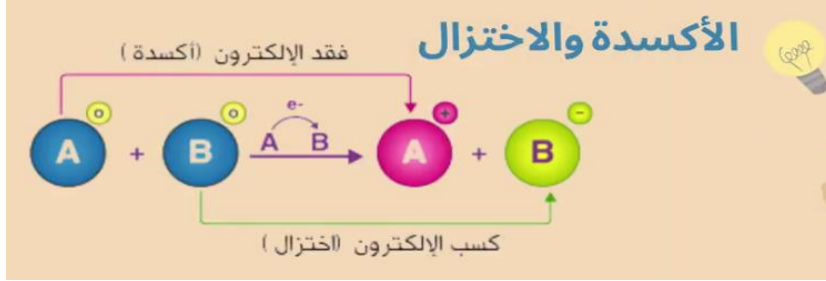 الأكسدة والاختزال
فقد الإلكترون (أكسدة )
A o + B o e- A B A + + B −
كسب الإلكترون (اختزال )